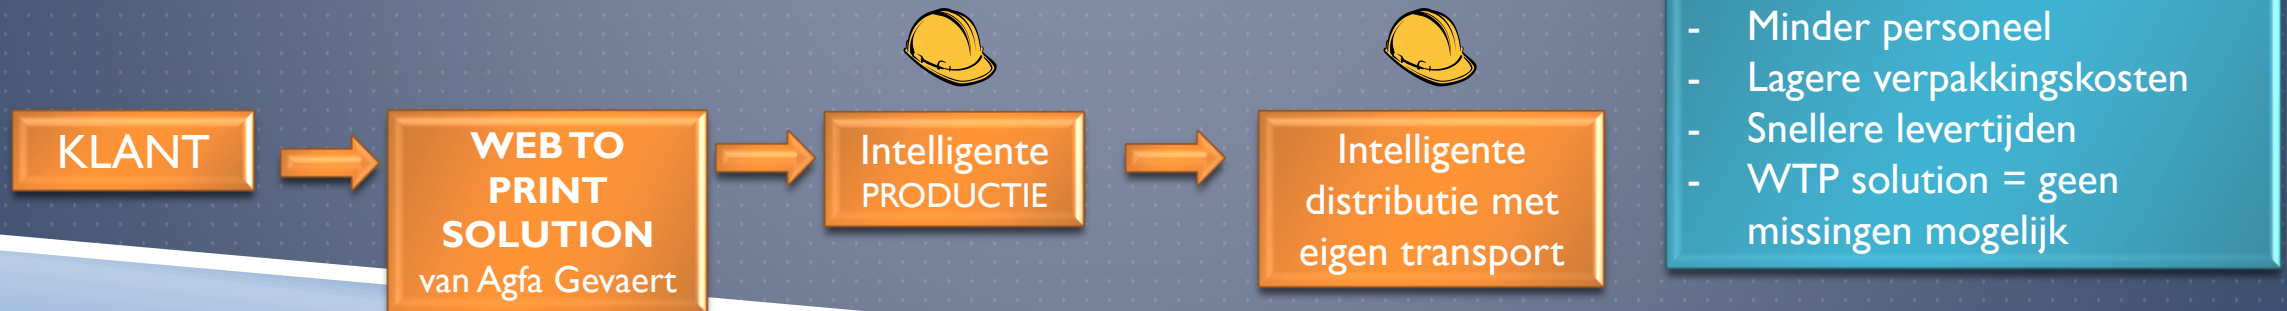 KLANT
WEB TO
PRINT
SOLUTION
van Agfa Gevaert
Intelligente
PRODUCTIE
Intelligente
distributie met
eigen transport
- Minder personeel
- Lagere verpakkingskosten
- Snellere levertijden
- WTP solution = geen
missingen mogelijk